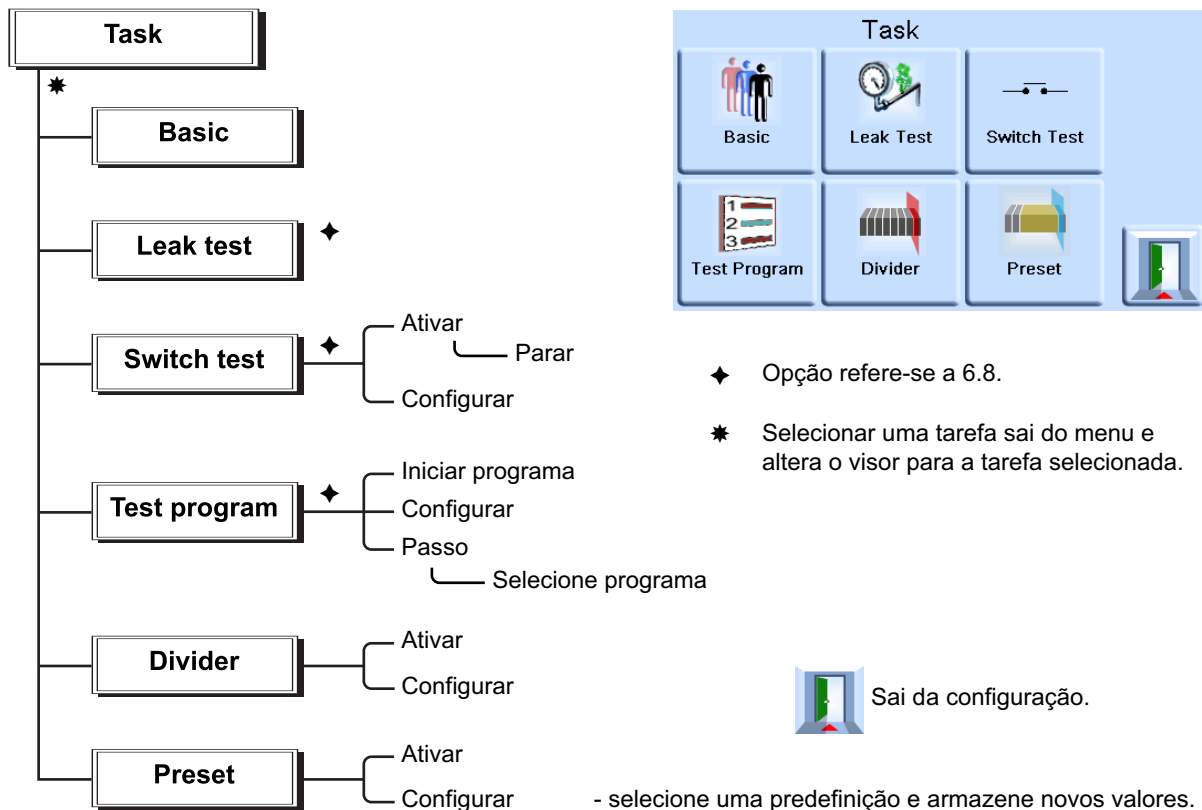 Task
✸
Basic
Leak test
✦
Switch test
✦
Ativar
Parar
Configurar
Test program
✦
Iniciar programa
Configurar
Passo
Selecione programa
Divider
Ativar
Configurar
Preset
Ativar
Configurar - selecione uma predefinição e armazene novos valores.
Task
Basic
Leak Test
Switch Test
1
2
3
Test Program
Divider
Preset
✦ Opção refere-se a 6.8.
✸ Selecionar uma tarefa sai do menu e
altera o visor para a tarefa selecionada.
Sai da configuração.